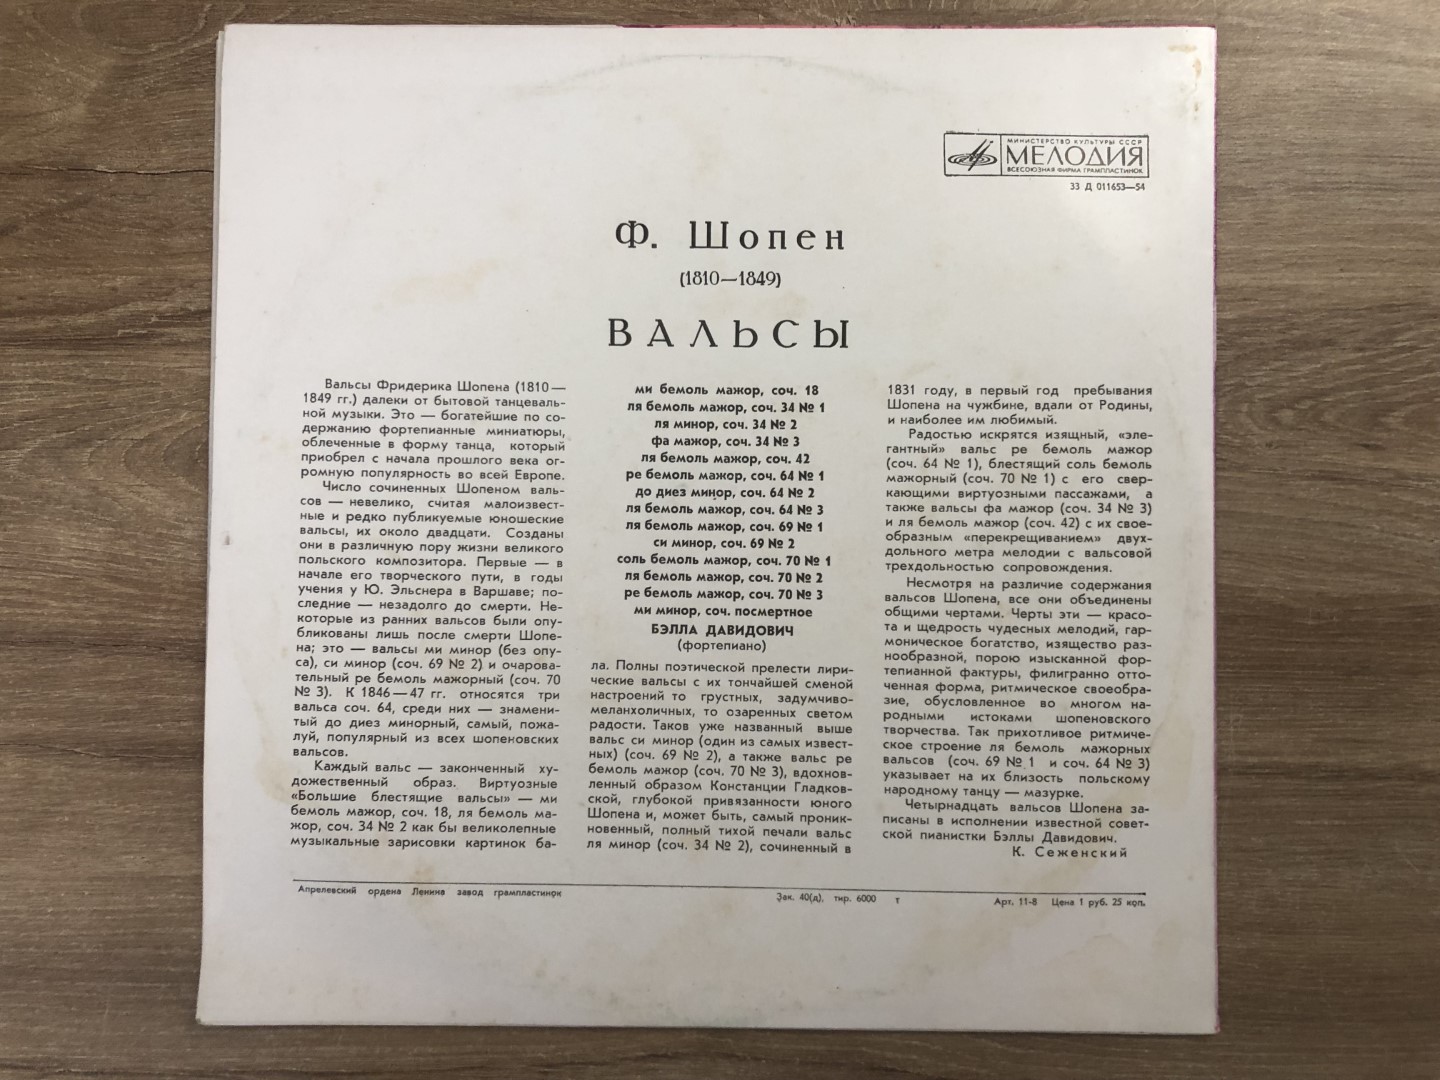 МИНИСТЕРСТВО КУЛЬТУРЫ СССР
МЕЛОДИЯ
ВСЕСОЮЗНАЯ ФИРМА ГРАМПЛАСТИНОК
33 Д 011653—54
Ф. Шопен
(1810—1849)
ВАЛЬСЫ
Вальсы Фридерика Шопена (1810—
1849 гг.) далеки от бытовой танцеваль-
ной музыки. Это — богатейшие по со-
держанию фортепианные миниатюры,
облеченные в форму танца, который
приобрел с начала прошлого века ог-
ромную популярность во всей Европе.
Число сочиненных Шопеном валь-
сов — невелико, считая малоизвест-
ные и редко публикуемые юношеские
вальсы, их около двадцати. Созданы
они в различную пору жизни великого
польского композитора. Первые — в
начале его творческого пути, в годы
учения у Ю. Эльснера в Варшаве; по-
следние — незадолго до смерти. Не-
которые из ранних вальсов были опу-
бликованы лишь после смерти Шопе-
на; это — вальсы ми минор (без опу-
са), си минор (соч. 69 № 2) и очарова-
тельный ре бемоль мажорный (соч. 70
№ 3). К 1846—47 гг. относятся три
вальса соч. 64, среди них — знамени-
тый до диез минорный, самый, пожа-
луй, популярный из всех шопеновских
вальсов.
Каждый вальс — законченный ху-
дожественный образ. Виртуозные
«Большие блестящие вальсы» — ми
бемоль мажор, соч. 18, ля бемоль ма-
жор, соч. 34 № 2 как бы великолепные
музыкальные зарисовки картинок ба-
ми бемоль мажор, соч. 18
ля бемоль мажор, соч. 34 № 1
ля минор, соч. 34 № 2
фа мажор, соч. 34 № 3
ля бемоль мажор, соч. 42
ре бемоль мажор, соч. 64 № 1
до диез минор, соч. 64 № 2
ля бемоль мажор, соч. 64 № 3
ля бемоль мажор, соч. 69 № 1
си минор, соч. 69 № 2
соль бемоль мажор, соч. 70 № 1
ля бемоль мажор, соч. 70 № 2
ре бемоль мажор, соч. 70 № 3
ми минор, соч. посмертное
БЭЛЛА ДАВИДОВИЧ
(фортепиано)
ла. Полны поэтической прелести лири-
ческие вальсы с их тончайшей сменой
настроений то грустных, задумчиво-
меланхоличных, то озаренных светом
радости. Таков уже названный выше
вальс си минор (один из самых извест-
ных) (соч. 69 № 2), а также вальс ре
бемоль мажор (соч. 70 № 3), вдохнов-
ленный образом Констанции Гладков-
ской, глубокой привязанности юного
Шопена и, может быть, самый проник-
новенный, полный тихой печали вальс
ля минор (соч. 34 № 2), сочиненный в
1831 году, в первый год пребывания
Шопена на чужбине, вдали от Родины,
и наиболее им любимый.
Радостью искрятся изящный, «эле-
гантный» вальс ре бемоль мажор
(соч. 64 № 1), блестящий соль бемоль
мажорный (соч. 70 № 1) с его свер-
кающими виртуозными пассажами, а
также вальсы фа мажор (соч. 34 № 3)
и ля бемоль мажор (соч. 42) с их свое-
образным «перекрещиванием» двух-
дольного метра мелодии с вальсовой
трехдольностью сопровождения.
Несмотря на различие содержания
вальсов Шопена, все они объединены
общими чертами. Черты эти — красо-
та и щедрость чудесных мелодий, гар-
моническое богатство, изящество раз-
нообразной, порою изысканной фор-
тепианной фактуры, филигранно отто-
ченная форма, ритмическое своеобра-
зие, обусловленное во многом на-
родными истоками шопеновского
творчества. Так прихотливое ритмиче-
ское строение ля бемоль мажорных
вальсов (соч. 69 № 1 и соч. 64 № 3)
указывает на их близость польскому
народному танцу — мазурке.
Четырнадцать вальсов Шопена за-
писаны в исполнении известной совет-
ской пианистки Бэллы Давидович.
К. Сеженский
Апрелевский ордена Ленина завод грампластинок
Зак. 40(д), тир. 6000 т
Арт. 11-8 Цена 1 руб. 25 коп.